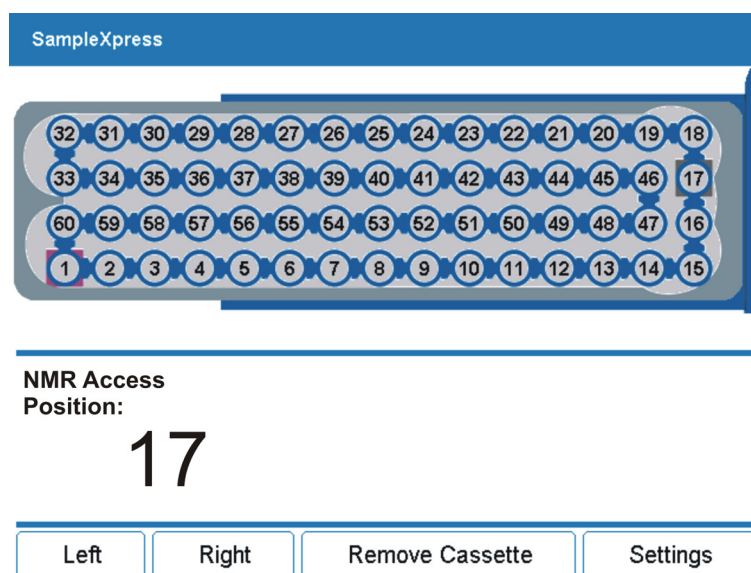 SampleXpress
32 31 30 29 28 27 26 25 24 23 22 21 20 19 18
33 34 35 36 37 38 39 40 41 42 43 44 45 46 17
60 59 58 57 56 55 54 53 52 51 50 49 48 47 16
1 2 3 4 5 6 7 8 9 10 11 12 13 14 15
NMR Access
Position:
17
Left Right Remove Cassette Settings